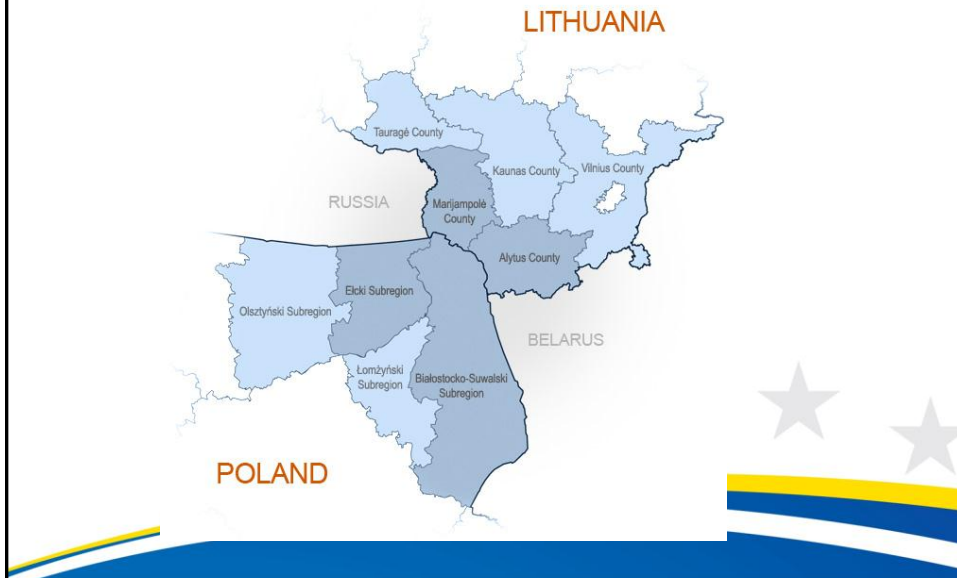 LITHUANIA
Tauragė County
Kaunas County
Vilnius County
RUSSIA
Marijampolė
County
Alytus County
Ełcki Subregion
Olsztyński Subregion
BELARUS
Łomżyński
Subregion
Białostocko-Suwalski
Subregion
POLAND